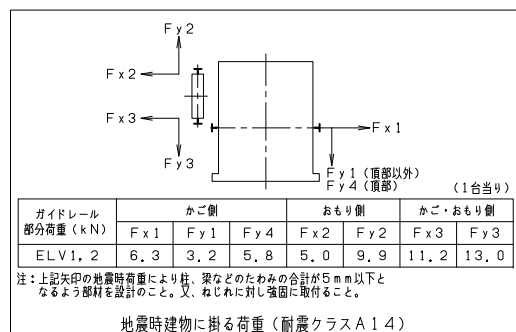 Fy2
Fx2
Fx3
Fy3
Fx1
Fy1(頂部以外)
Fy4(頂部)
(1台当り)
ガイドレール
部分荷重(kN)
かご側
おもり側
かご・おもり側
Fx1
Fy1
Fy4
Fx2
Fy2
Fx3
Fy3
ELV1,2
6.3
3.2
5.8
5.0
9.9
11.2
13.0
注:上記矢印の地震時荷重により柱、梁などのたわみの合計が5mm以下と
なるよう部材を設計のこと。又、ねじれに対し強固に取付ること。
地震時建物に掛る荷重(耐震クラスA14)